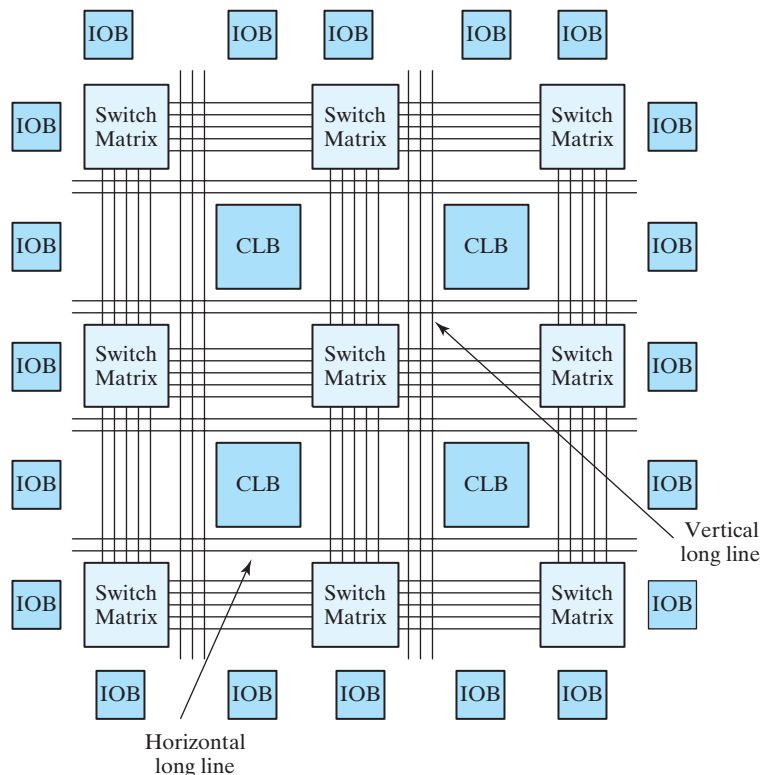 IOB IOB IOB IOB IOB
IOB Switch Matrix Switch Matrix Switch Matrix IOB
IOB CLB CLB IOB
IOB Switch Matrix Switch Matrix Switch Matrix IOB
IOB CLB CLB IOB
Vertical
long line
IOB Switch Matrix Switch Matrix Switch Matrix IOB
IOB IOB IOB IOB IOB
Horizontal
long line